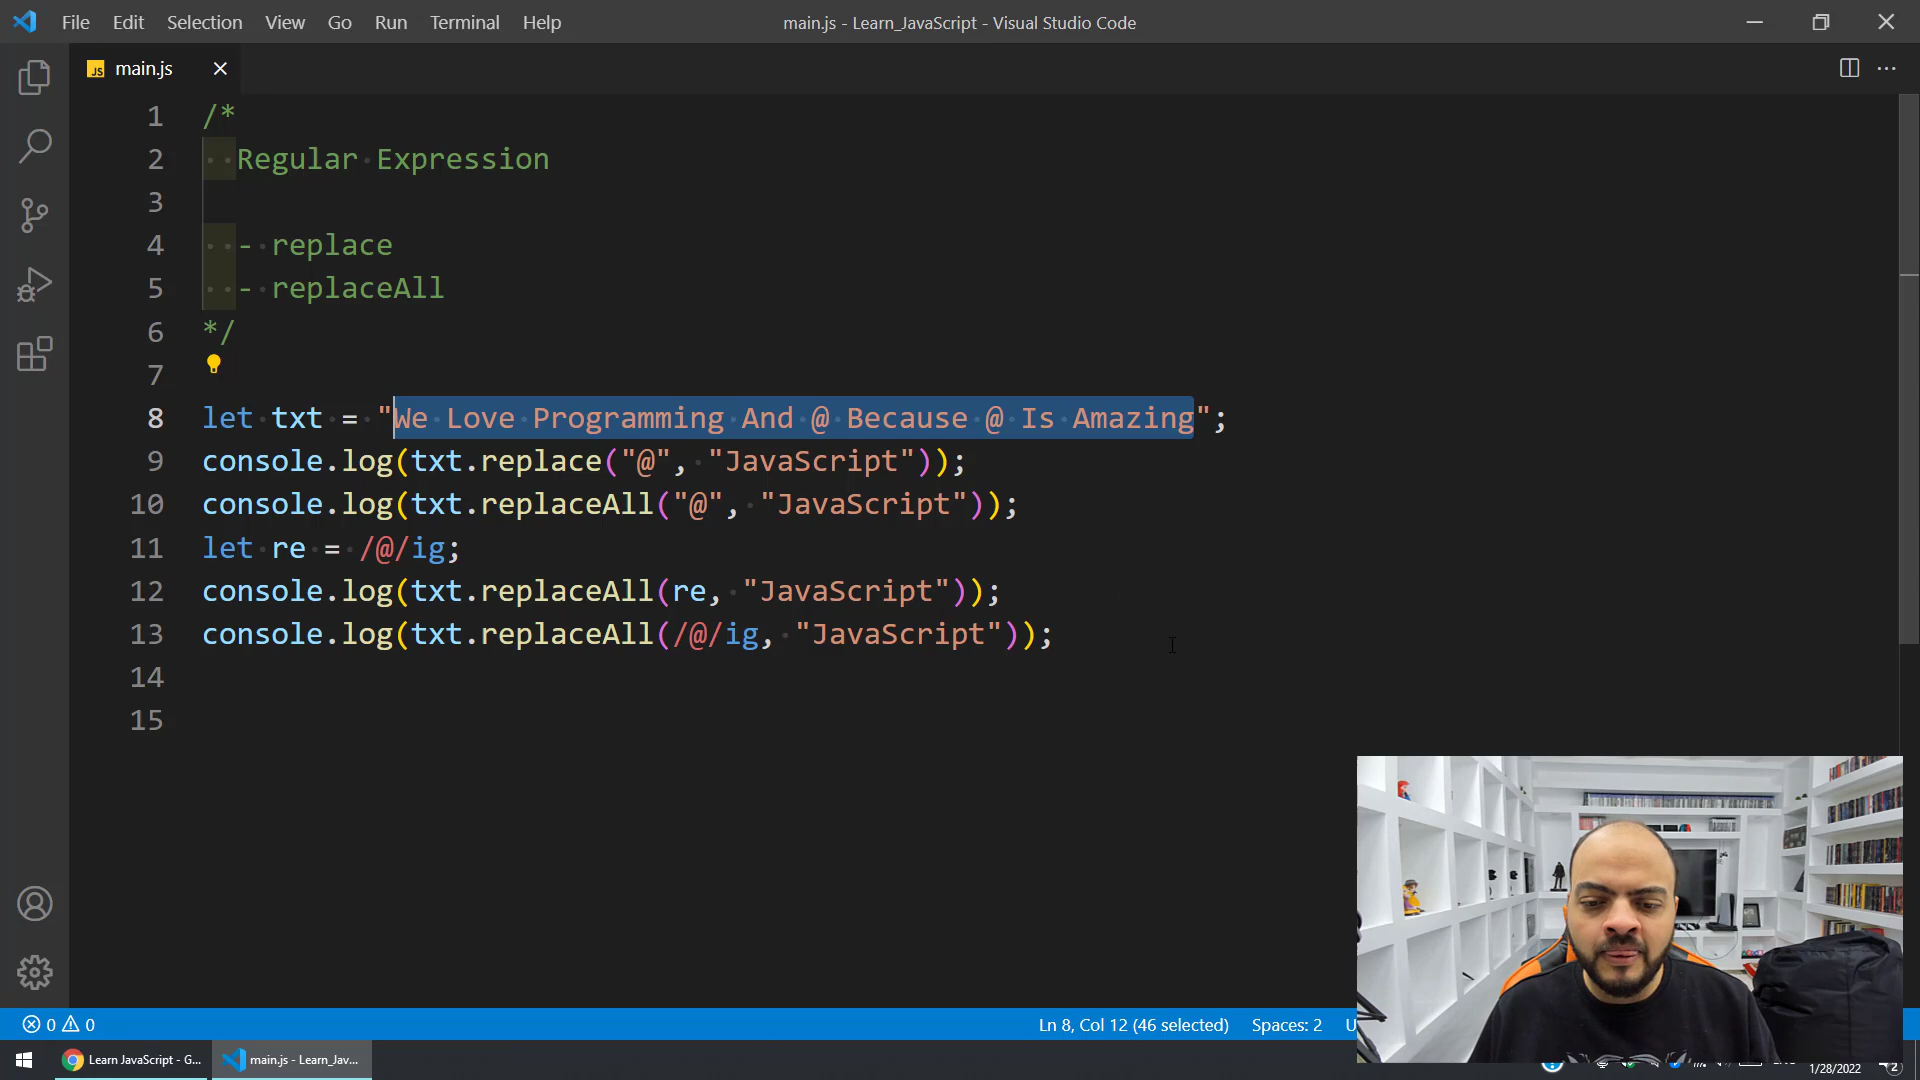 File Edit Selection View Go Run Terminal Help
main.js - Learn_JavaScript - Visual Studio Code
JS main.js
1 /*
2 Regular Expression
3
4 - replace
5 - replaceAll
6 */
7
8 let txt = "We Love Programming And @ Because @ Is Amazing";
9 console.log(txt.replace("@", "JavaScript"));
10 console.log(txt.replaceAll("@", "JavaScript"));
11 let re = /@/ig;
12 console.log(txt.replaceAll(re, "JavaScript"));
13 console.log(txt.replaceAll(/@/ig, "JavaScript"));
14
15
0 0 Ln 8, Col 12 (46 selected) Spaces: 2 U
Learn JavaScript - G... main.js - Learn_Jav...
1/28/2022 2